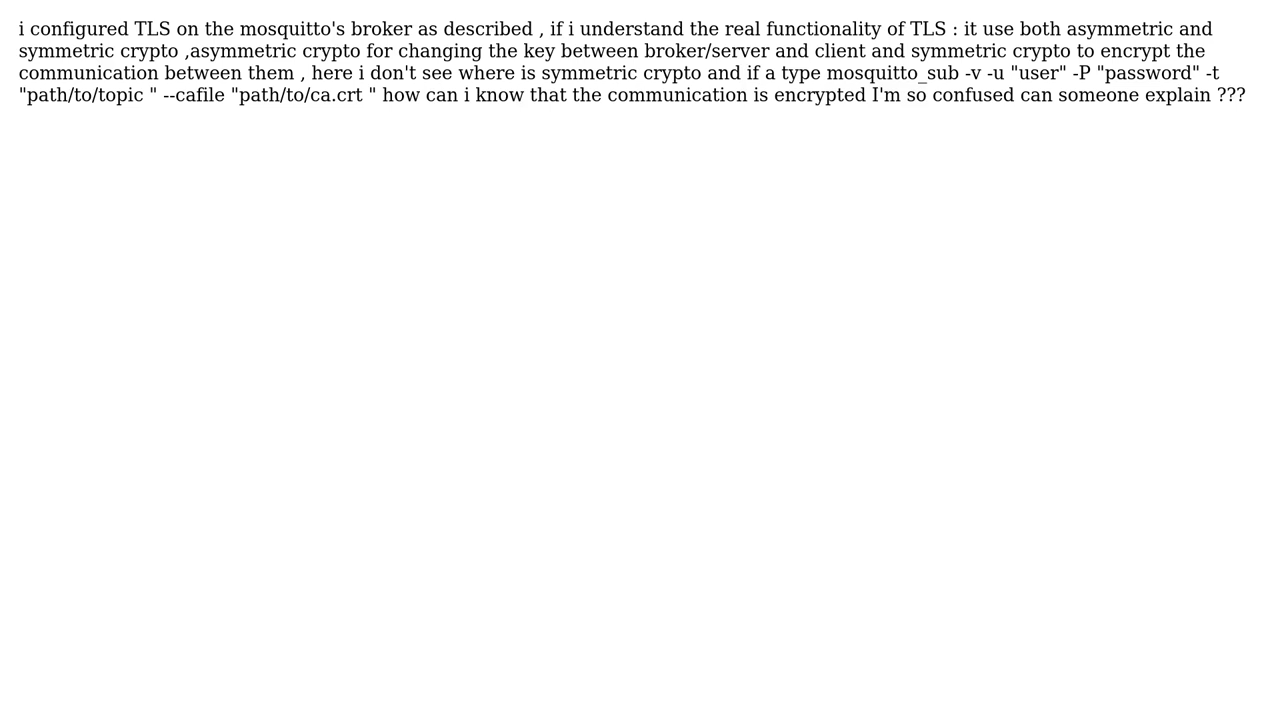 i configured TLS on the mosquitto's broker as described , if i understand the real functionality of TLS : it use both asymmetric and
symmetric crypto ,asymmetric crypto for changing the key between broker/server and client and symmetric crypto to encrypt the
communication between them , here i don't see where is symmetric crypto and if a type mosquitto_sub -v -u "user" -P "password" -t
"path/to/topic " --cafile "path/to/ca.crt " how can i know that the communication is encrypted I'm so confused can someone explain ???